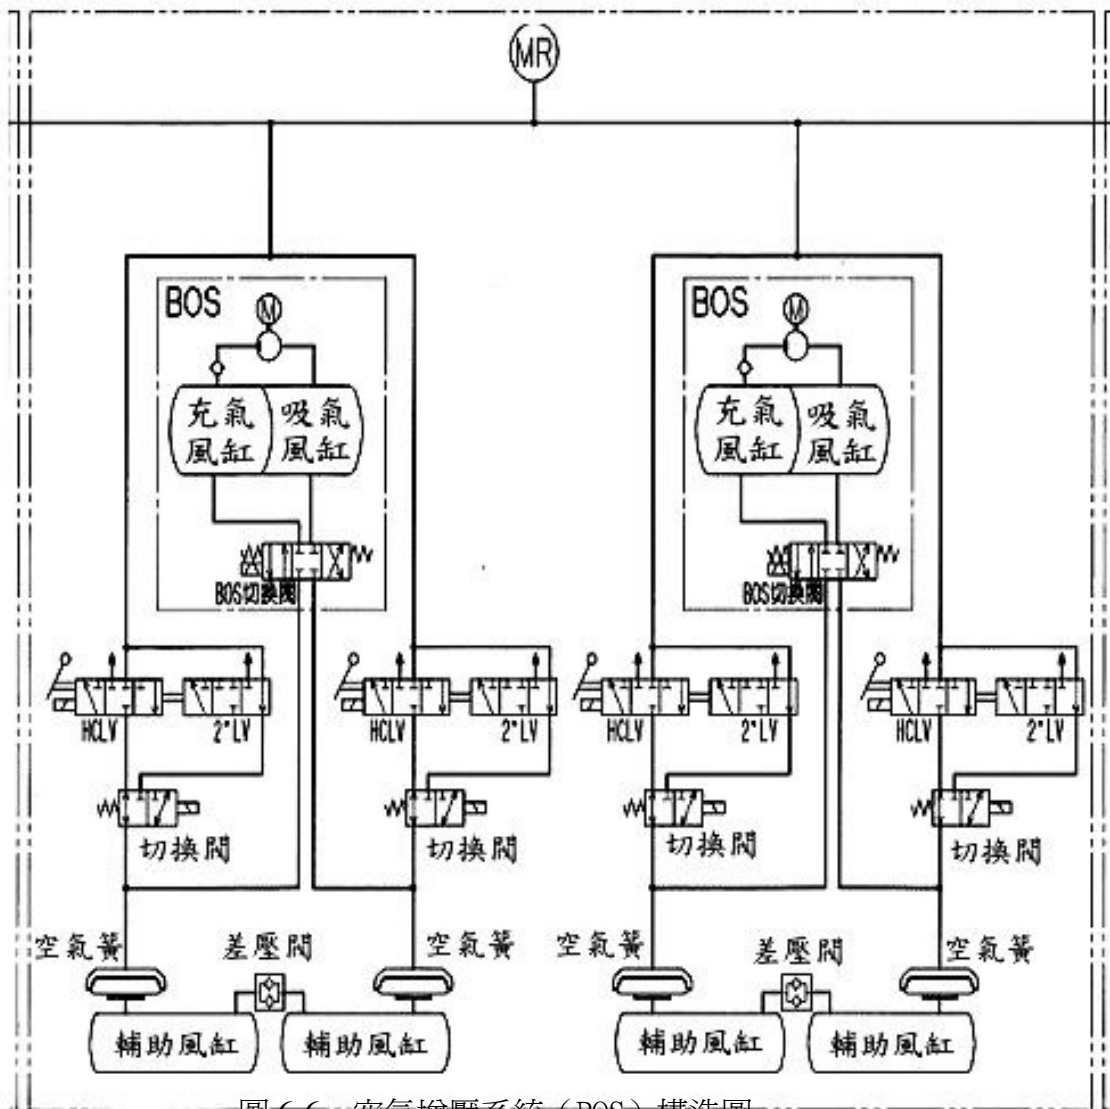 MR
BOS
M
充氣
風缸
吸氣
風缸
BOS切換閥
BOS
M
充氣
風缸
吸氣
風缸
BOS切換閥
HCLV
2°LV
HCLV
2°LV
HCLV
2°LV
HCLV
2°LV
切換閥
切換閥
切換閥
切換閥
空氣簧
差壓閥
空氣簧
空氣簧
差壓閥
空氣簧
輔助風缸
輔助風缸
輔助風缸
輔助風缸
圖 6.6 空氣增壓系統（BOS）構造圖